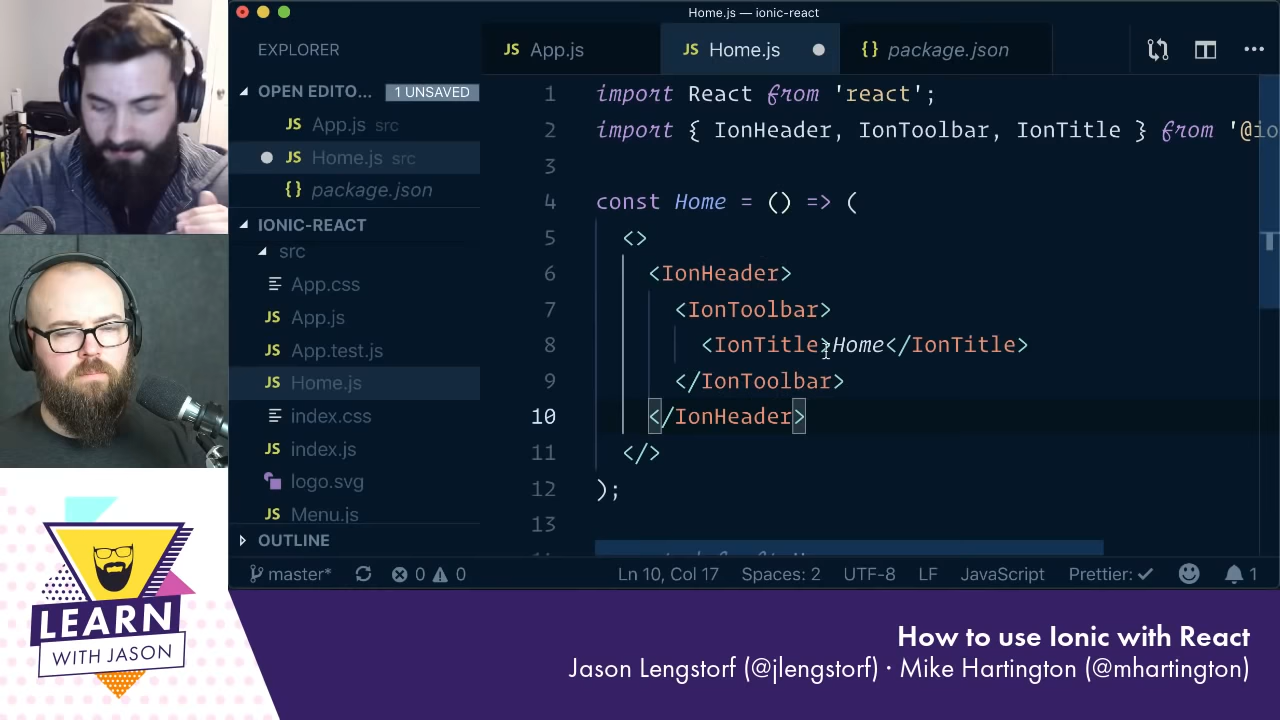 Home.js — ionic-react
EXPLORER
OPEN EDITO... 1 UNSAVED
JS App.js src
JS Home.js src
{} package.json
IONIC-REACT
src
App.css
JS App.js
JS App.test.js
JS Home.js
index.css
JS index.js
logo.svg
JS Menu.js
OUTLINE
JS App.js
JS Home.js
{} package.json
1 import React from 'react';
2 import { IonHeader, IonToolbar, IonTitle } from '@io
3
4 const Home = () => (
5 <>
6 <IonHeader>
7 <IonToolbar>
8 <IonTitle>Home</IonTitle>
9 </IonToolbar>
10 </IonHeader>
11 </>
12 );
13
master* 0 0 Ln 10, Col 17 Spaces: 2 UTF-8 LF JavaScript Prettier: ✓ 1
LEARN
WITH JASON
How to use Ionic with React
Jason Lengstorf (@jlengstorf) · Mike Hartington (@mhartington)